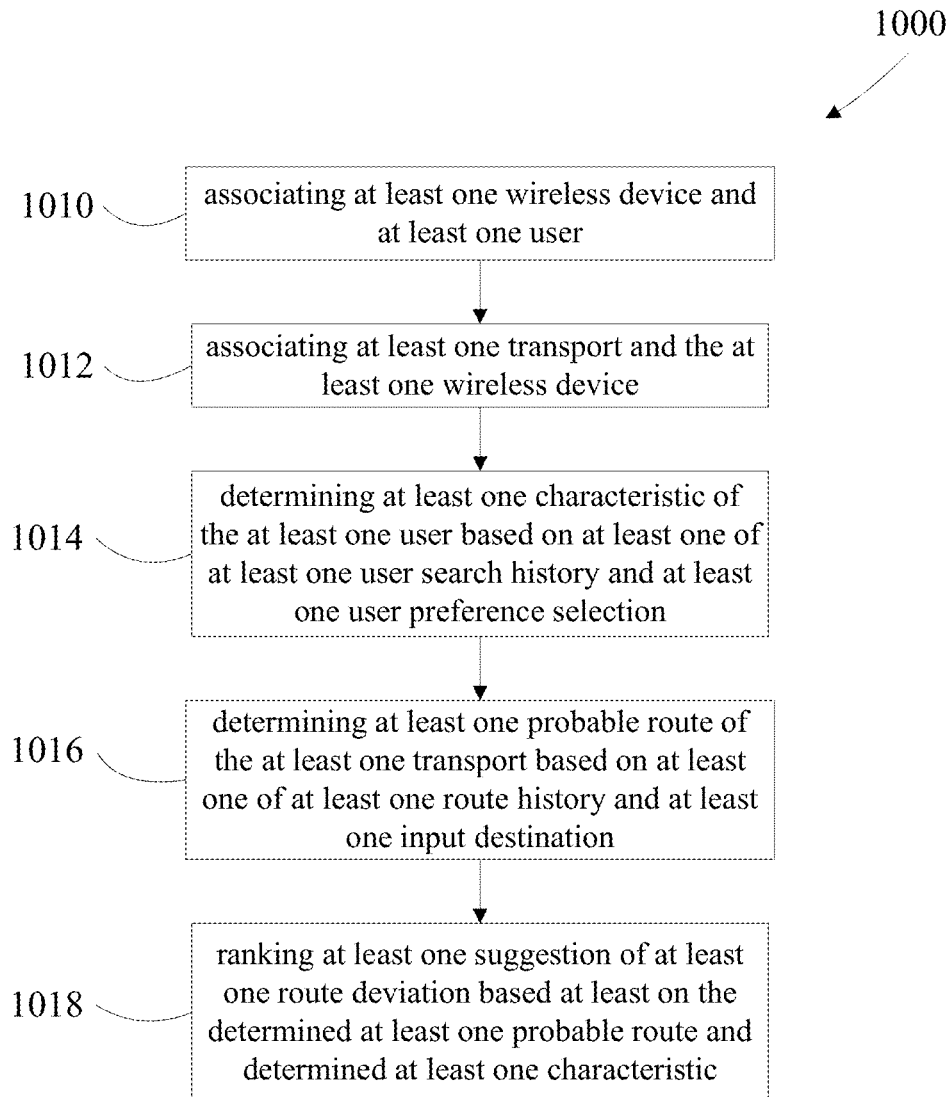 1000
1010
associating at least one wireless device and
at least one user
1012
associating at least one transport and the at
least one wireless device
1014
determining at least one characteristic of
the at least one user based on at least one of
at least one user search history and at least
one user preference selection
1016
determining at least one probable route of
the at least one transport based on at least
one of at least one route history and at least
one input destination
1018
ranking at least one suggestion of at least
one route deviation based at least on the
determined at least one probable route and
determined at least one characteristic